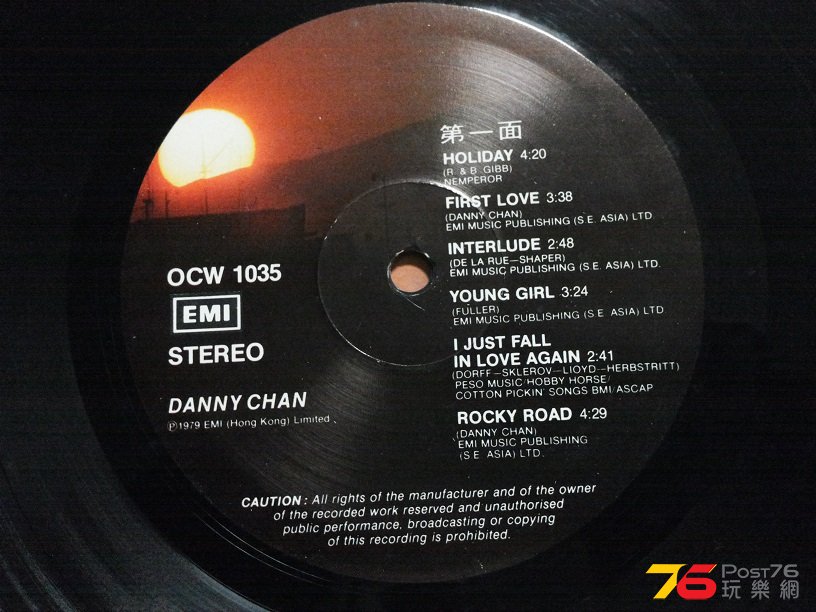 第一面
HOLIDAY 4:20
(R. & B. GIBB)
NEMPEROR
FIRST LOVE 3:38
(DANNY CHAN)
EMI MUSIC PUBLISHING (S.E. ASIA) LTD.
INTERLUDE 2:48
(DE LA RUE—SHAPER)
EMI MUSIC PUBLISHING (S.E. ASIA) LTD.
YOUNG GIRL 3:24
(FULLER)
EMI MUSIC PUBLISHING (S.E. ASIA) LTD
I JUST FALL
IN LOVE AGAIN 2:41
(DORFF—SKLEROV—LLOYD—HERBSTRITT)
PESO MUSIC/HOBBY HORSE/
COTTON PICKIN' SONGS BMI/ASCAP
ROCKY ROAD 4:29
(DANNY CHAN)
EMI MUSIC PUBLISHING
(S.E. ASIA) LTD.
OCW 1035
EMI
STEREO
DANNY CHAN
Ⓟ1979 EMI (Hong Kong) Limited.
CAUTION: All rights of the manufacturer and of the owner
of the recorded work reserved and unauthorised
public performance, broadcasting or copying
of this recording is prohibited.
76 POST76
玩樂網